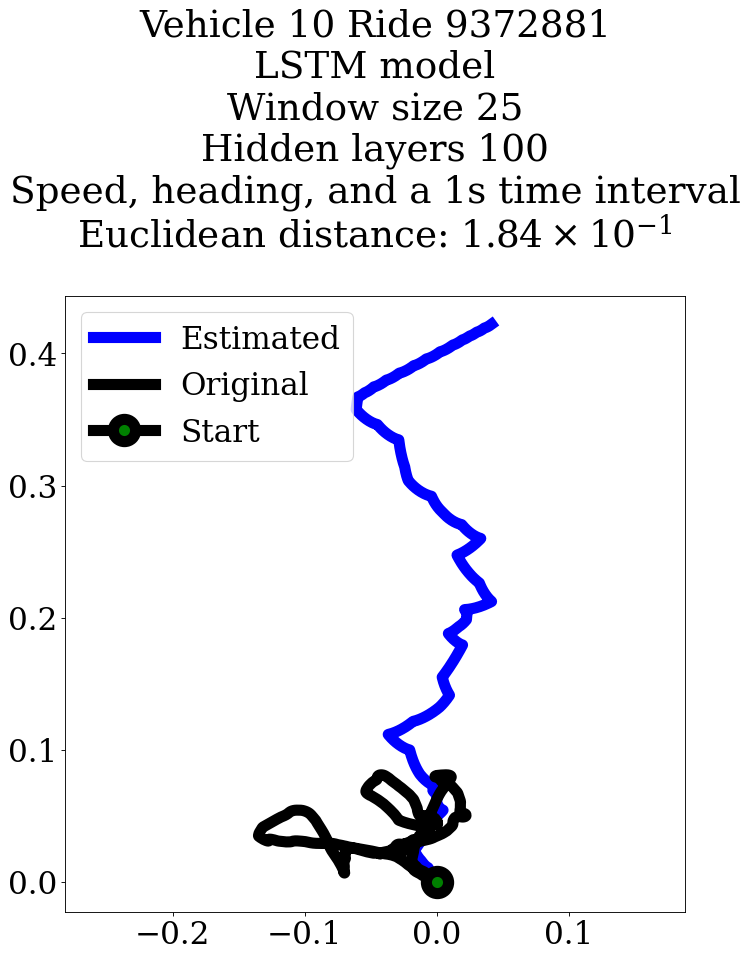 Vehicle 10 Ride 9372881
LSTM model
Window size 25
Hidden layers 100
Speed, heading, and a 1s time interval
Euclidean distance: 1.84 × 10⁻¹
Estimated
Original
Start
0.4
0.3
0.2
0.1
0.0
−0.2 −0.1 0.0 0.1